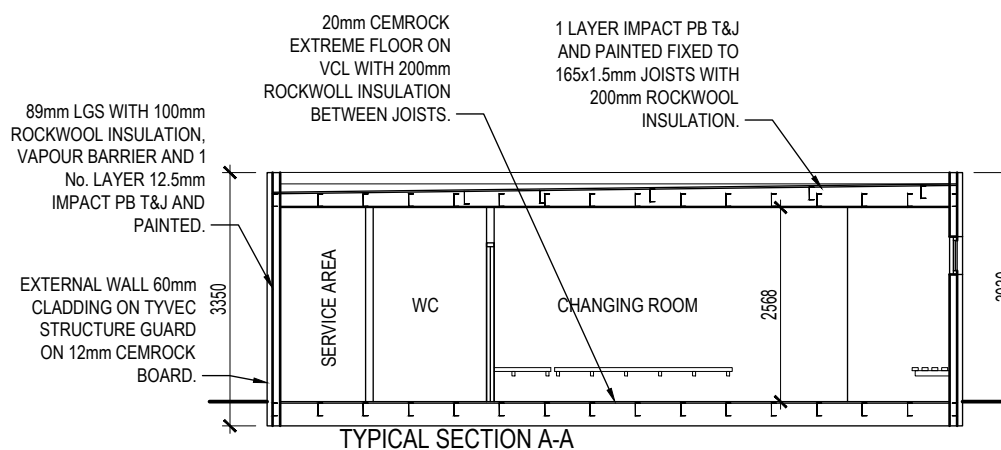 20mm CEMROCK
EXTREME FLOOR ON
VCL WITH 200mm
ROCKWOLL INSULATION
BETWEEN JOISTS.
1 LAYER IMPACT PB T&J
AND PAINTED FIXED TO
165x1.5mm JOISTS WITH
200mm ROCKWOOL
INSULATION.
89mm LGS WITH 100mm
ROCKWOOL INSULATION,
VAPOUR BARRIER AND 1
No. LAYER 12.5mm
IMPACT PB T&J AND
PAINTED.
EXTERNAL WALL 60mm
CLADDING ON TYVEC
STRUCTURE GUARD
ON 12mm CEMROCK
BOARD.
3350
SERVICE AREA
WC
CHANGING ROOM
2568
TYPICAL SECTION A-A